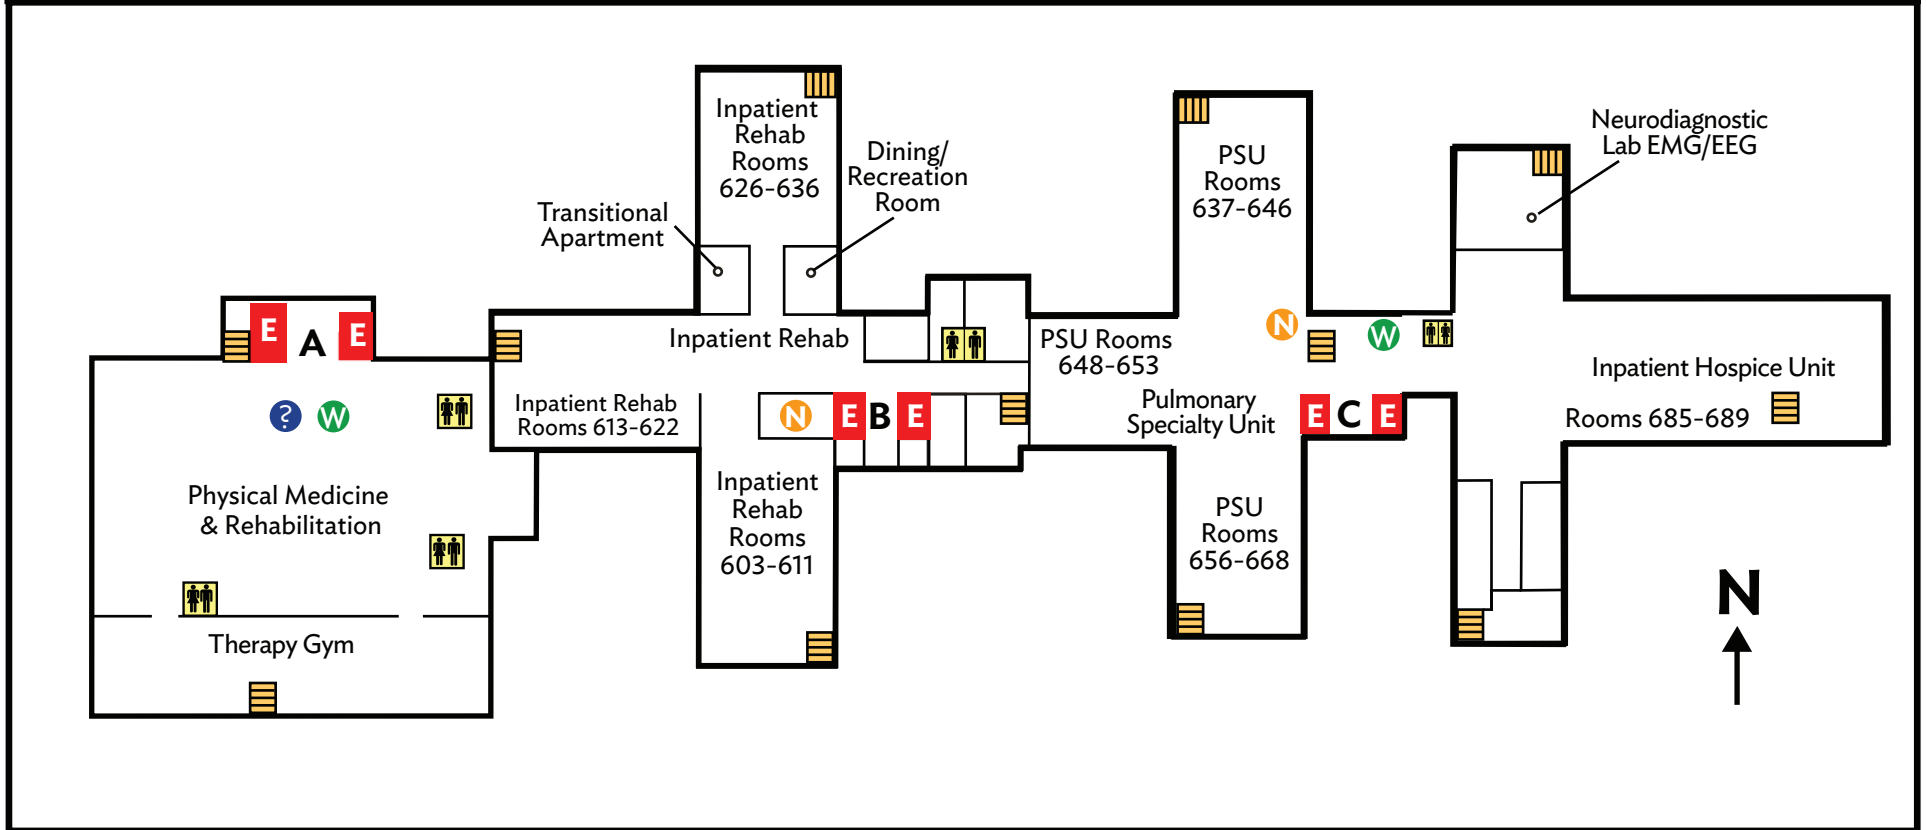 Inpatient
Rehab
Rooms
626-636
Dining/
Recreation
Room
Transitional
Apartment
PSU
Rooms
637-646
Neurodiagnostic
Lab EMG/EEG
E A E
? W
Physical Medicine
& Rehabilitation
Therapy Gym
Inpatient Rehab
Inpatient Rehab
Rooms 613-622
N
E B E
Inpatient
Rehab
Rooms
603-611
PSU Rooms
648-653
N
W
Pulmonary
Specialty Unit
E C E
PSU
Rooms
656-668
Inpatient Hospice Unit
Rooms 685-689
N